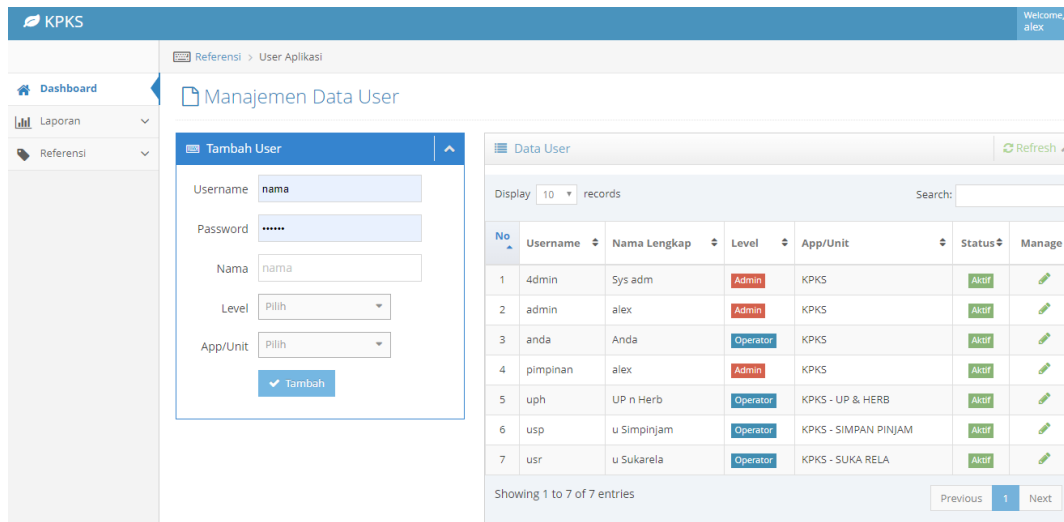 KPKS
Welcome,
alex
Referensi > User Aplikasi
Dashboard
Laporan
Referensi
Manajemen Data User
Tambah User
Username nama
Password ••••••
Nama nama
Level Pilih
App/Unit Pilih
Tambah
Data User
Refresh
Display 10 records
Search:
No Username Nama Lengkap Level App/Unit Status Manage
1 4dmin Sys adm Admin KPKS Aktif
2 admin alex Admin KPKS Aktif
3 anda Anda Operator KPKS Aktif
4 pimpinan alex Admin KPKS Aktif
5 uph UP n Herb Operator KPKS - UP & HERB Aktif
6 usp u Simpinjam Operator KPKS - SIMPAN PINJAM Aktif
7 usr u Sukarela Operator KPKS - SUKA RELA Aktif
Showing 1 to 7 of 7 entries
Previous 1 Next